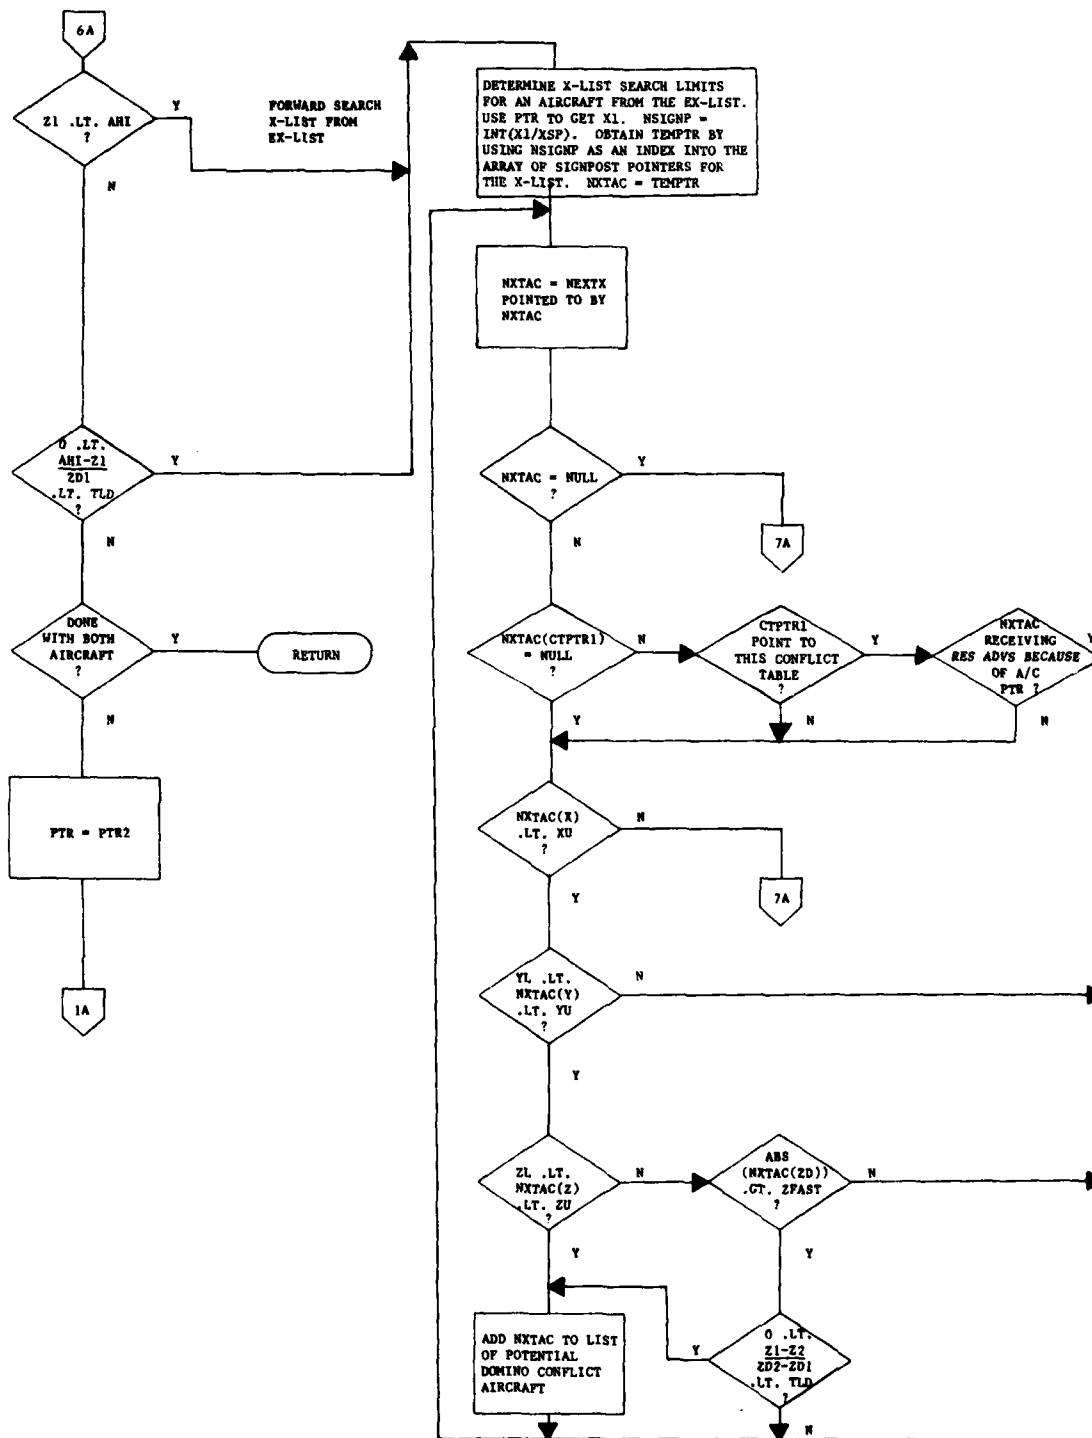 6A
Z1 .LT. AHI
?
Y
N
FORWARD SEARCH
X-LIST FROM
EX-LIST
0 .LT.
AHI-Z1
ZD1
.LT. TLD
?
Y
N
DONE
WITH BOTH
AIRCRAFT
?
Y
RETURN
N
PTR = PTR2
1A
DETERMINE X-LIST SEARCH LIMITS
FOR AN AIRCRAFT FROM THE EX-LIST.
USE PTR TO GET X1. NSIGNP =
INT(X1/XSP). OBTAIN TEMPTR BY
USING NSIGNP AS AN INDEX INTO THE
ARRAY OF SIGNPOST POINTERS FOR
THE X-LIST. NXTAC = TEMPTR
NXTAC = NEXTX
POINTED TO BY
NXTAC
NXTAC = NULL
?
Y
7A
N
NXTAC(CTPTR1)
= NULL
?
N
Y
CTPTR1
POINT TO
THIS CONFLICT
TABLE
?
Y
N
NXTAC
RECEIVING
RES ADVS BECAUSE
OF A/C
PTR ?
Y
N
NXTAC(X)
.LT. XU
?
N
7A
Y
YL .LT.
NXTAC(Y)
.LT. YU
?
N
Y
ZL .LT.
NXTAC(Z)
.LT. ZU
?
N
Y
ABS
(NXTAC(ZD))
.GT. ZFAST
?
N
Y
0 .LT.
Z1-Z2
ZD2-ZD1
.LT. TLD
?
Y
N
ADD NXTAC TO LIST
OF POTENTIAL
DOMINO CONFLICT
AIRCRAFT